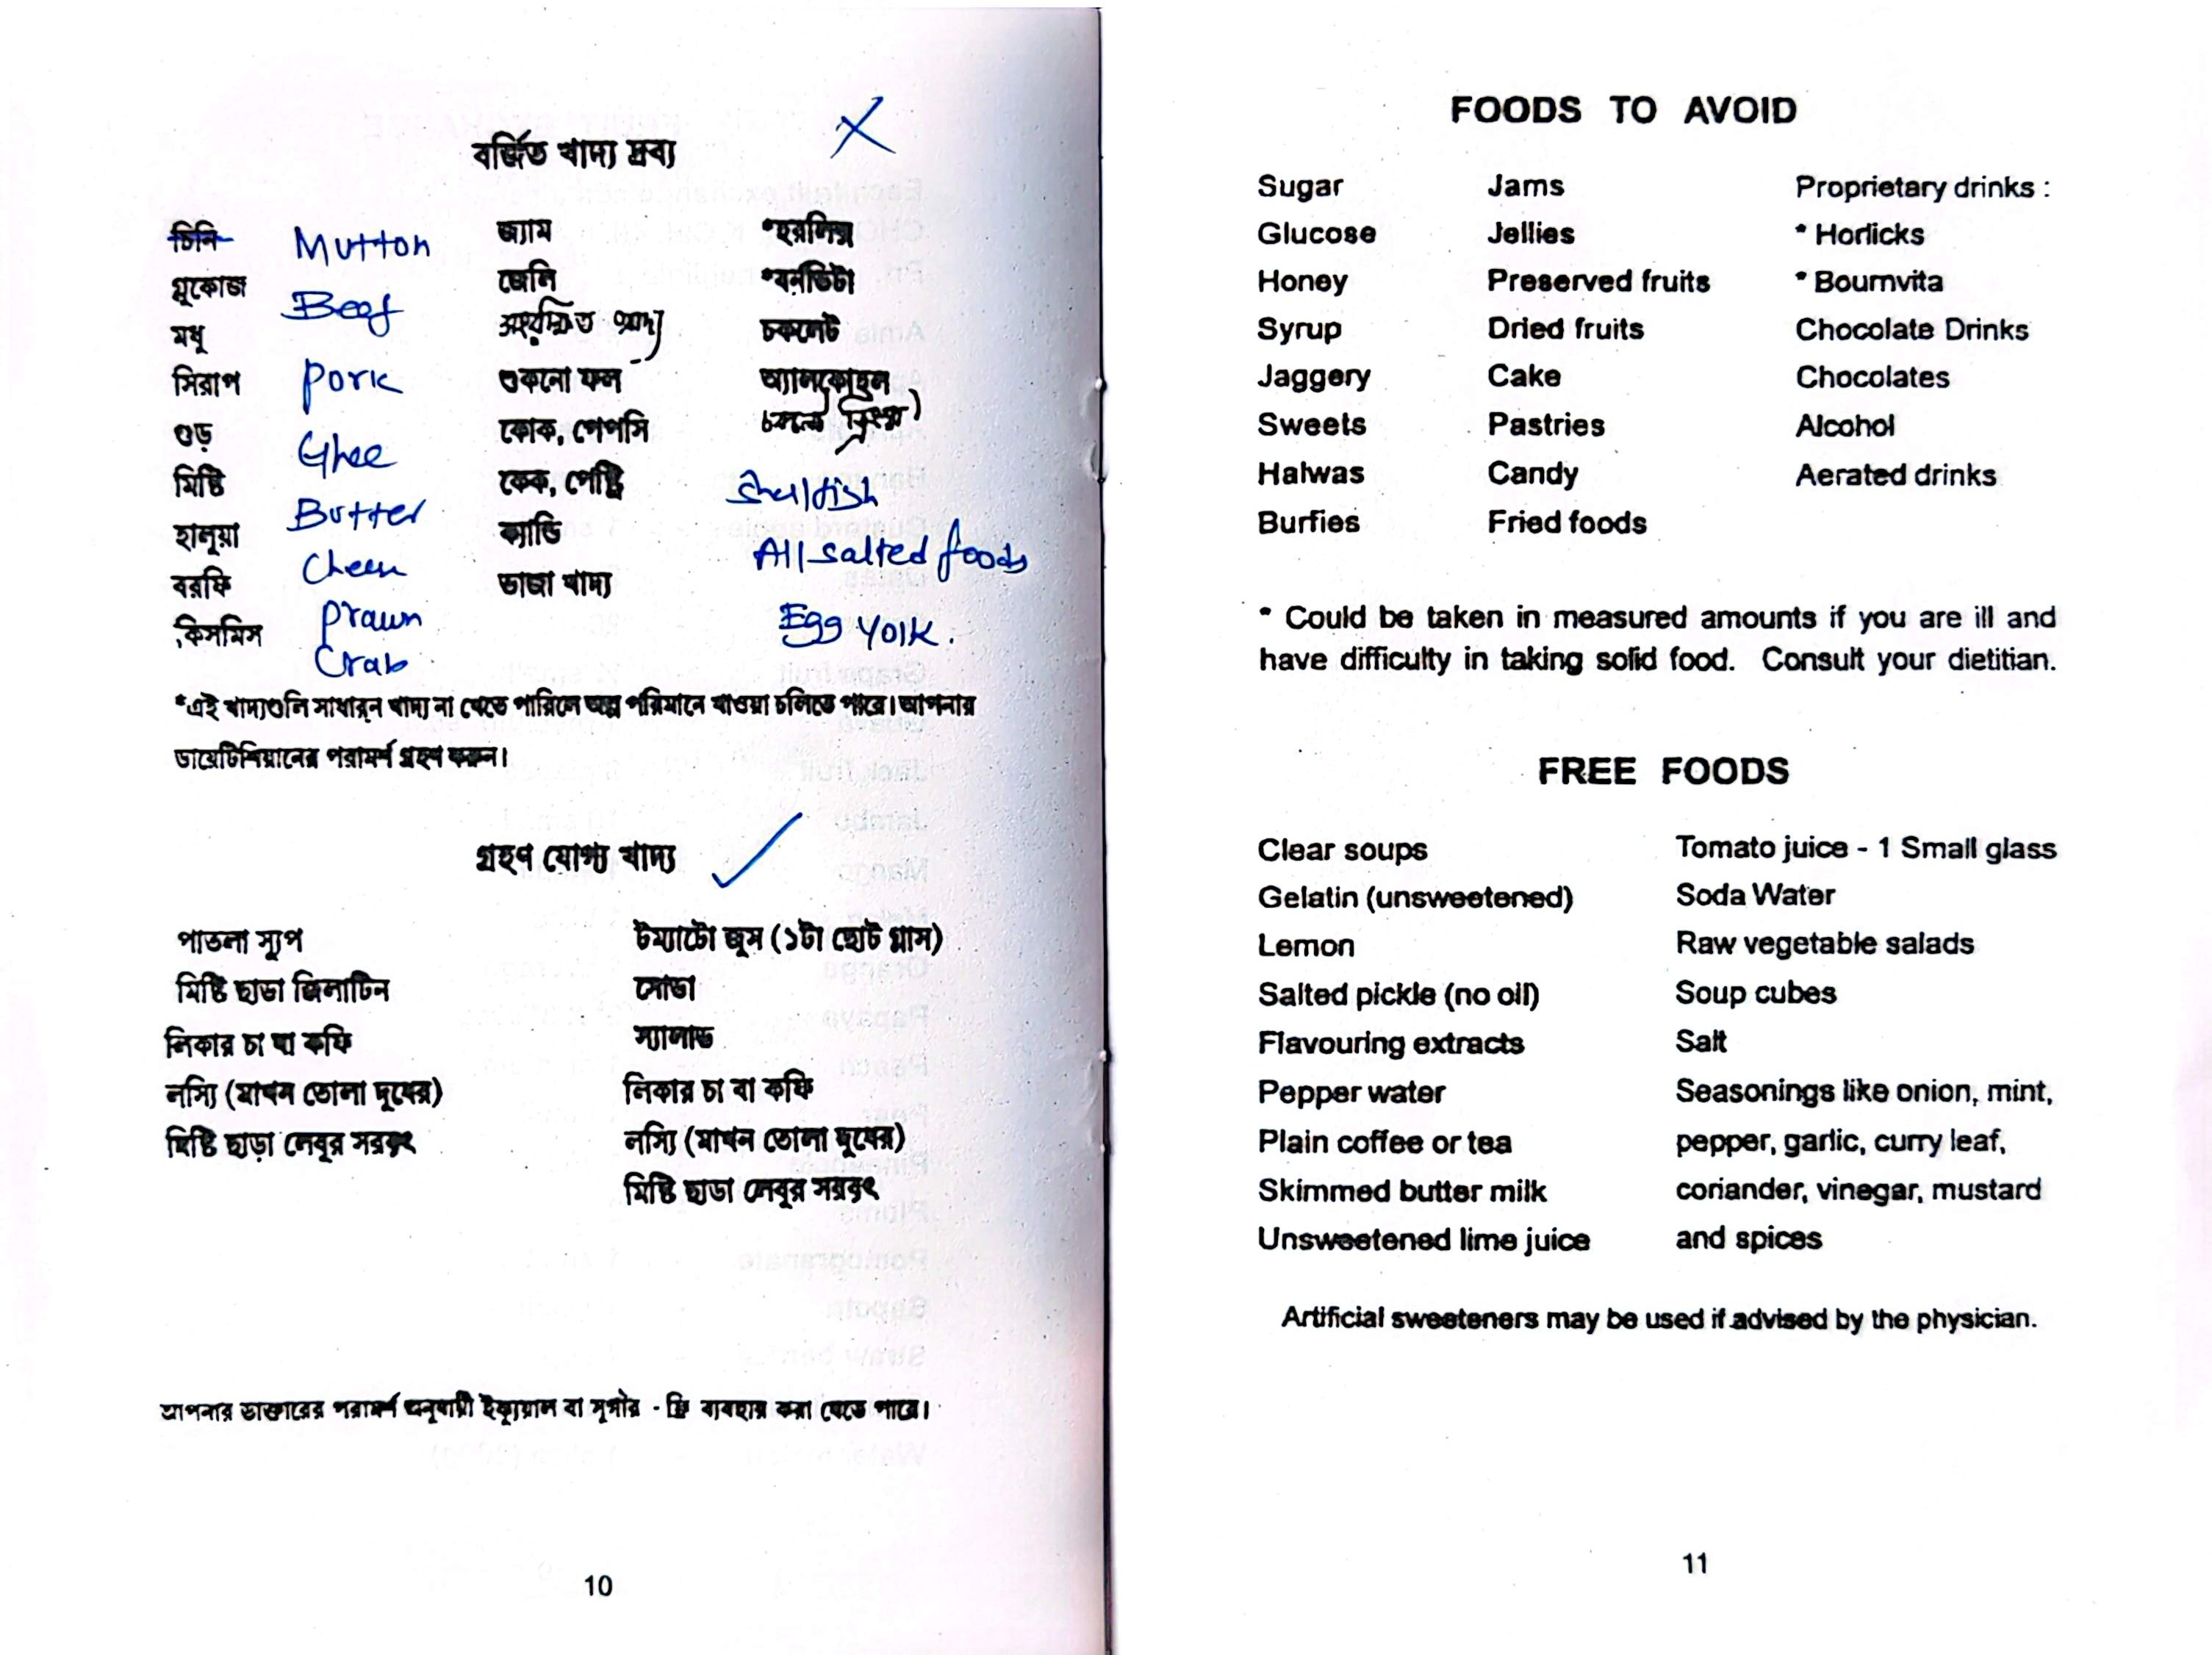 বর্জিত খাদ্য দ্রব্য
চিনি Mutton জ্যাম *হরলিক্স
গ্লুকোজ Beef জেলি *বর্নভিটা
মধু সংরক্ষিত খাদ্য চকলেট
সিরাপ Pork শুকনো ফল অ্যালকোহল
গুড় Ghee কোক, পেপসি
মিষ্টি কেক, পেষ্ট্রি Shellfish
হালুয়া Butter ক্যান্ডি All salted foods
বরফি Cheese ভাজা খাদ্য
কিসমিস Prawn Egg yolk.
Crab
*এই খাদ্যগুলি সাধারন খাদ্য না খেতে পারিলে অল্প পরিমানে খাওয়া চলিতে পারে। আপনার
ডায়েটিশিয়ানের পরামর্শ গ্রহণ করুন।
গ্রহণ যোগ্য খাদ্য
পাতলা স্যুপ টম্যাটো জুস (১টা ছোট গ্লাস)
মিষ্টি ছাডা জিলাটিন সোডা
লিকার চা বা কফি স্যালাড
লস্যি (মাখন তোলা দুধের) লিকার চা বা কফি
মিষ্টি ছাড়া লেবুর সরবৎ লস্যি (মাখন তোলা দুধের)
মিষ্টি ছাডা লেবুর সরবৎ
আপনার ডাক্তারের পরামর্শ অনুযায়ী ইক্যুয়াল বা সুগার - ফ্রি ব্যবহার করা যেতে পারে।
10
FOODS TO AVOID
Sugar Jams Proprietary drinks :
Glucose Jellies * Horlicks
Honey Preserved fruits * Bournvita
Syrup Dried fruits Chocolate Drinks
Jaggery Cake Chocolates
Sweets Pastries Alcohol
Halwas Candy Aerated drinks
Burfies Fried foods
* Could be taken in measured amounts if you are ill and
have difficulty in taking solid food. Consult your dietitian.
FREE FOODS
Clear soups Tomato juice - 1 Small glass
Gelatin (unsweetened) Soda Water
Lemon Raw vegetable salads
Salted pickle (no oil) Soup cubes
Flavouring extracts Salt
Pepper water Seasonings like onion, mint,
Plain coffee or tea pepper, garlic, curry leaf,
Skimmed butter milk coriander, vinegar, mustard
Unsweetened lime juice and spices
Artificial sweeteners may be used if advised by the physician.
11